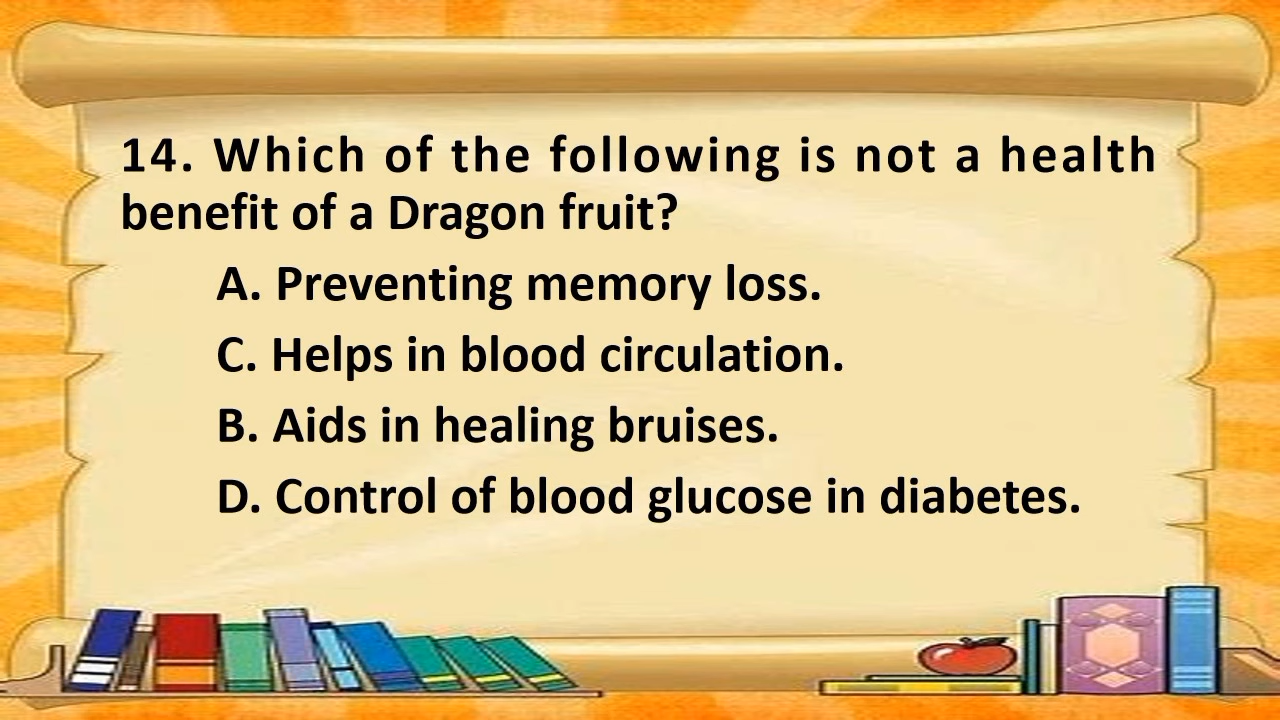 14. Which of the following is not a health
benefit of a Dragon fruit?
A. Preventing memory loss.
C. Helps in blood circulation.
B. Aids in healing bruises.
D. Control of blood glucose in diabetes.